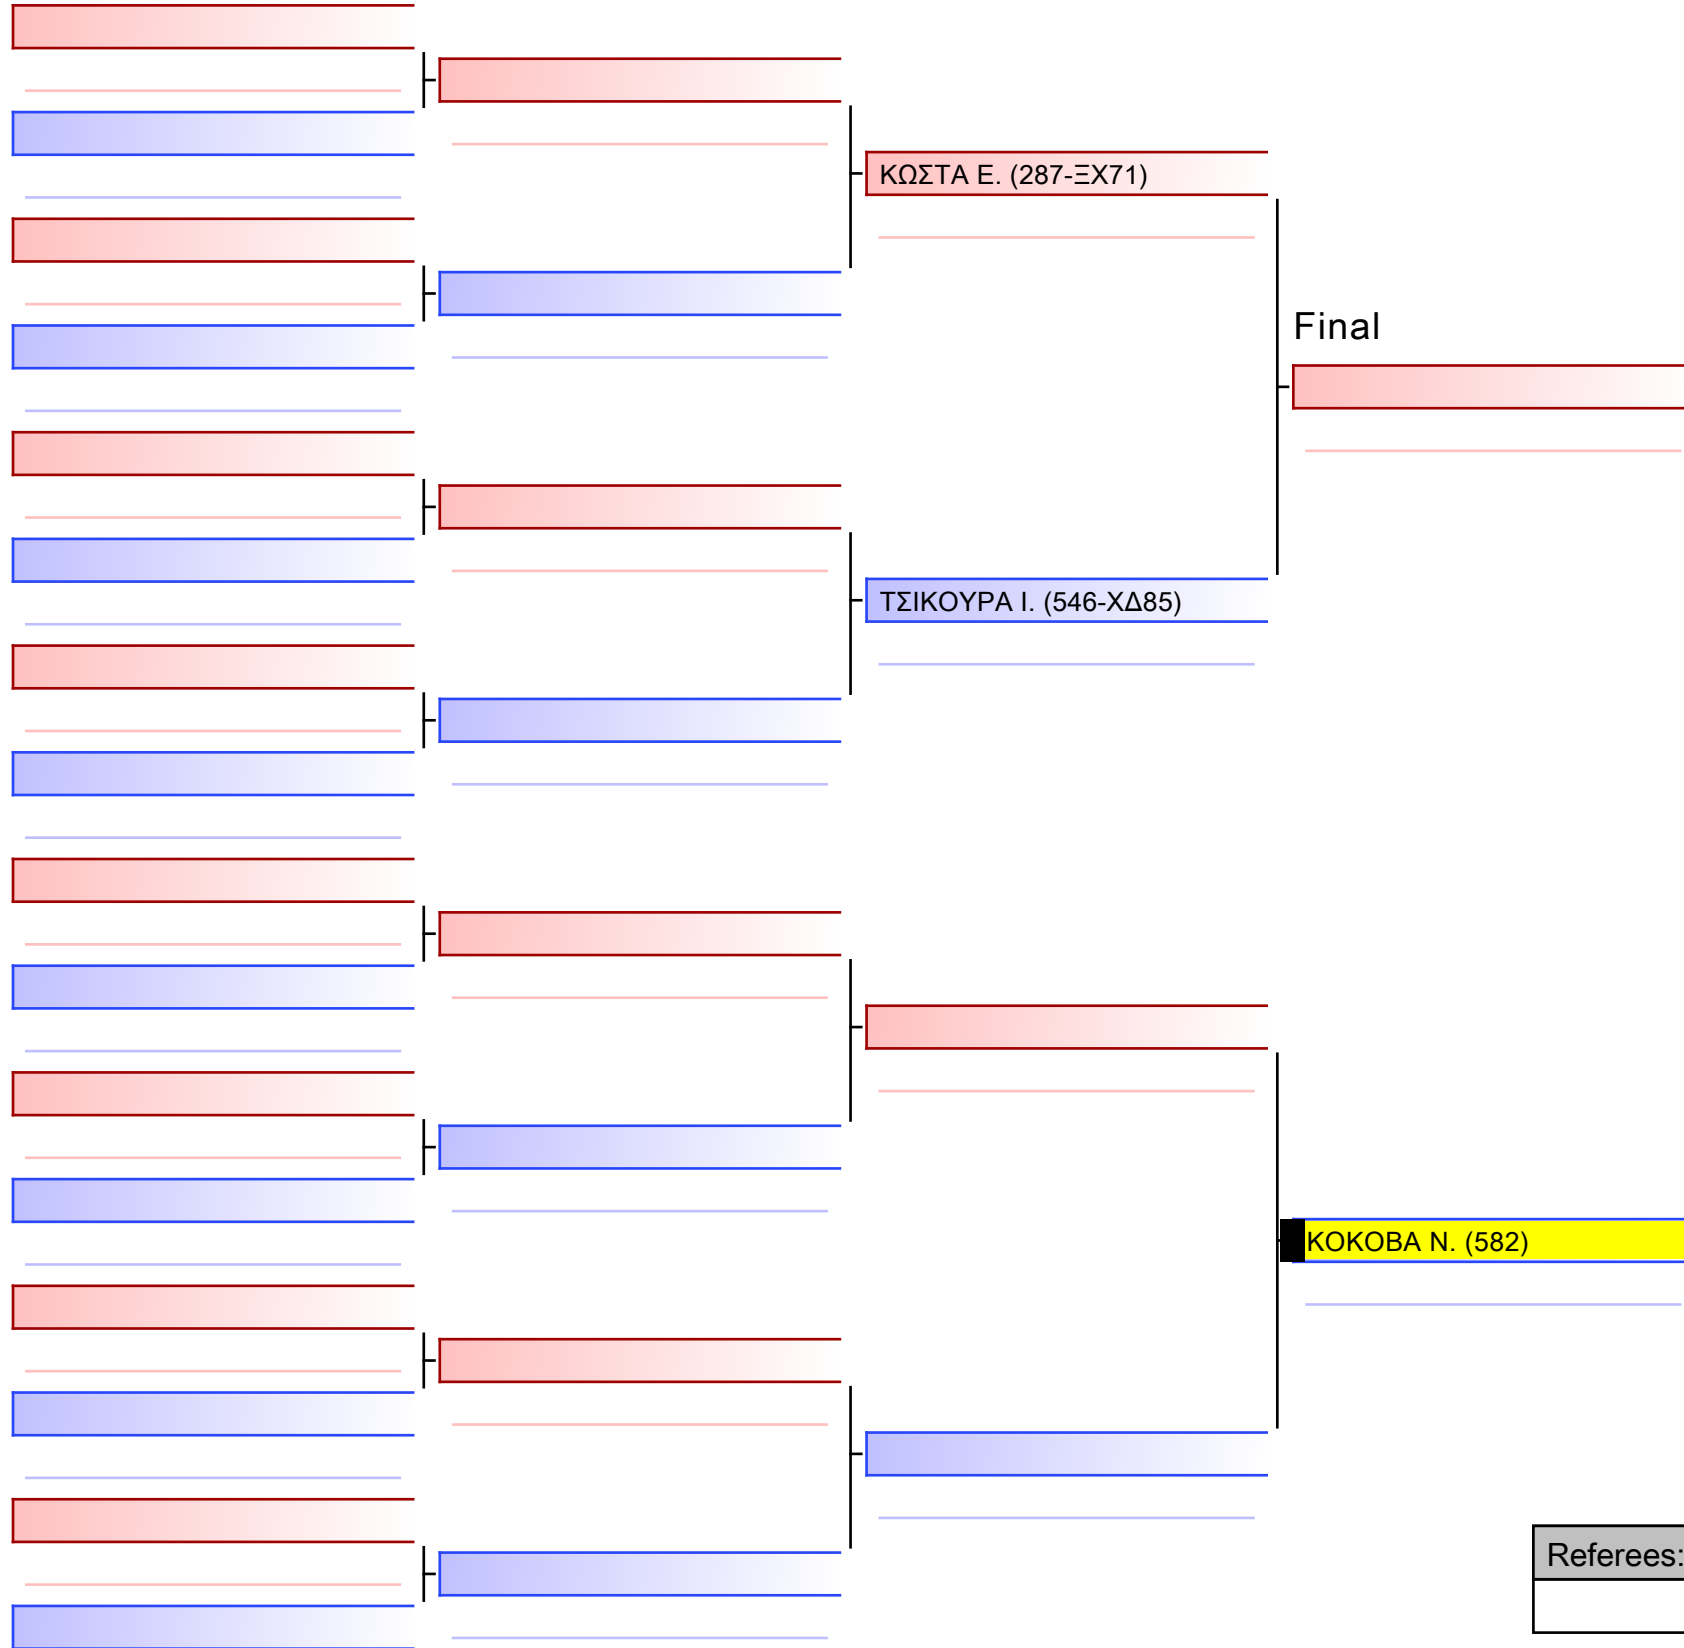 ΚΩΣΤΑ Ε. (287-ΞΧ71)
Final
ΤΣΙΚΟΥΡΑ Ι. (546-ΧΔ85)
ΚΟΚΟΒΑ Ν. (582)
Referees: